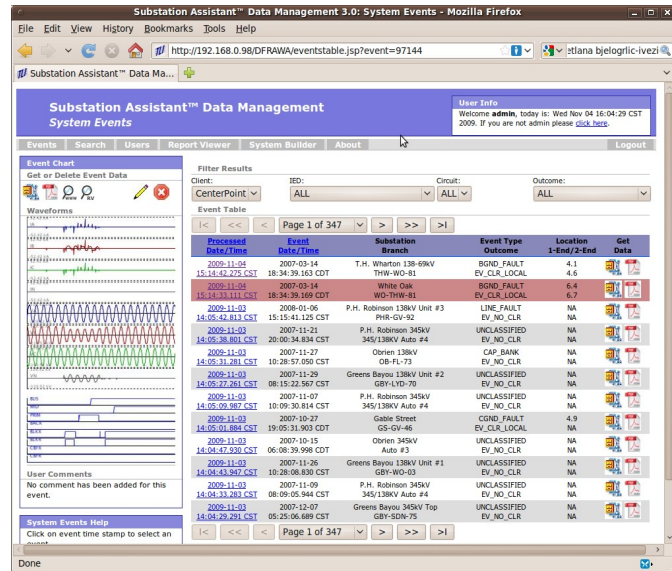 Substation Assistant™ Data Management 3.0: System Events - Mozilla Firefox
File Edit View History Bookmarks Tools Help
http://192.168.0.98/DFRAWA/eventstable.jsp?event=97144
etlana bjelogrlic-ivezi
Substation Assistant™ Data Ma...
Substation Assistant™ Data Management
System Events
User Info
Welcome admin, today is: Wed Nov 04 16:04:29 CST
2009. If you are not admin please click here.
Events Search Users Report Viewer System Builder About Logout
Event Chart
Get or Delete Event Data
RV
Waveforms
BUS
User Comments
No comment has been added for this
event.
System Events Help
Click on event time stamp to select an
event
Filter Results
Client: IED: Circuit: Outcome:
CenterPoint ALL ALL ALL
Event Table
|< << < Page 1 of 347 > >> >|
Processed Event Substation Event Type Location Get
Date/Time Date/Time Branch Outcome 1-End/2-End Data
2009-11-04 2007-03-14 T.H. Wharton 138-69kV BGND_FAULT 4.1
15:14:42.275 CST 18:34:39.163 CDT THW-WO-81 EV_CLR_LOCAL 4.6
2009-11-04 2007-03-14 White Oak BGND_FAULT 6.4
15:14:33.111 CST 18:34:39.169 CDT WO-THW-81 EV_CLR_LOCAL 6.7
2009-11-03 2008-01-06 P.H. Robinson 138kV Unit #3 LINE_FAULT NA
14:05:42.813 CST 15:15:41.125 CST PHR-GV-92 EV_NO_CLR NA
2009-11-03 2007-11-21 P.H. Robinson 345kV UNCLASSIFIED NA
14:05:38.801 CST 20:00:34.834 CST 345/138KV Auto #4 EV_NO_CLR NA
2009-11-03 2007-11-27 Obrien 138kV CAP_BANK NA
14:05:31.281 CST 10:28:57.050 CST OB-FL-73 EV_NO_CLR NA
2009-11-03 2007-11-29 Greens Bayou 138kV Unit #2 UNCLASSIFIED NA
14:05:27.261 CST 08:15:22.567 CST GBY-LYD-70 EV_NO_CLR NA
2009-11-03 2007-11-07 P.H. Robinson 345kV UNCLASSIFIED NA
14:05:09.987 CST 10:09:30.814 CST 345/138KV Auto #4 EV_NO_CLR NA
2009-11-03 2007-10-27 Gable Street CGND_FAULT 4.9
14:05:01.884 CST 19:05:31.903 CDT GS-GV-46 EV_CLR_LOCAL NA
2009-11-03 2007-10-15 Obrien 345kV UNCLASSIFIED NA
14:04:47.930 CST 06:08:39.998 CDT Auto #3 EV_NO_CLR NA
2009-11-03 2007-11-26 Greens Bayou 138kV Unit #1 UNCLASSIFIED NA
14:04:43.947 CST 10:28:08.830 CST GBY-WO-03 EV_NO_CLR NA
2009-11-03 2007-11-09 P.H. Robinson 345kV UNCLASSIFIED NA
14:04:33.283 CST 08:09:05.944 CST 345/138KV Auto #4 EV_NO_CLR NA
2009-11-03 2007-12-07 Greens Bayou 345kV Top UNCLASSIFIED NA
14:04:29.291 CST 05:25:06.689 CST GBY-SDN-75 EV_NO_CLR NA
|< << < Page 1 of 347 > >> >|
Done